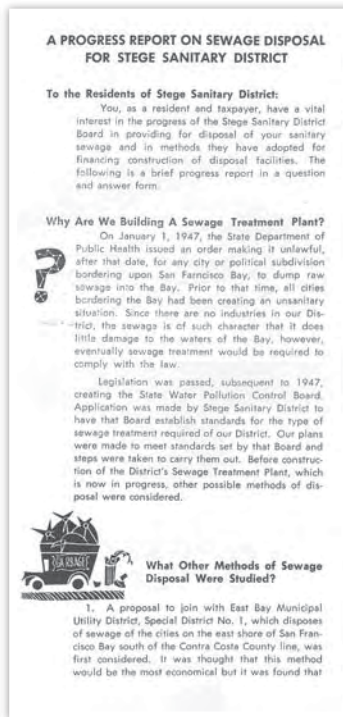 A PROGRESS REPORT ON SEWAGE DISPOSAL
FOR STEGE SANITARY DISTRICT
To the Residents of Stege Sanitary District:
You, as a resident and taxpayer, have a vital
interest in the progress of the Stege Sanitary District
Board in providing for disposal of your sanitary
sewage and in methods they have adopted for
financing construction of disposal facilities. The
following is a brief progress report in a question
and answer form.
Why Are We Building A Sewage Treatment Plant?
On January 1, 1947, the State Department of
Public Health issued an order making it unlawful,
after that date, for any city or political subdivision
bordering upon San Farncisco Bay, to dump raw
sewage into the Bay. Prior to that time, all cities
bordering the Bay had been creating an unsanitary
situation. Since there are no industries in our Dis-
trict, the sewage is of such character that it does
little damage to the waters of the Bay, however,
eventually sewage treatment would be required to
comply with the law.
Legislation was passed, subsequent to 1947,
creating the State Water Pollution Control Board.
Application was made by Stege Sanitary District to
have that Board establish standards for the type of
sewage treatment required of our District. Our plans
were made to meet standards set by that Board and
steps were taken to carry them out. Before construc-
tion of the District's Sewage Treatment Plant, which
is now in progress, other possible methods of dis-
posal were considered.
GARBAGE
What Other Methods of Sewage
Disposal Were Studied?
1. A proposal to join with East Bay Municipal
Utility District, Special District No. 1, which disposes
of sewage of the cities on the east shore of San Fran-
cisco Bay south of the Contra Costa County line, was
first considered. It was thought that this method
would be the most economical but it was found that